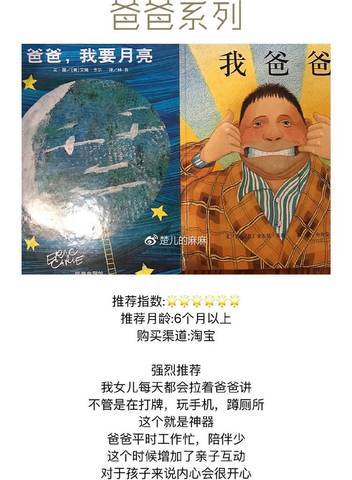 爸爸系列
爸爸，我要月亮
我爸爸
ERIC CARLE
楚儿的麻麻
推荐指数:🌟🌟🌟🌟🌟🌟
推荐月龄:6个月以上
购买渠道:淘宝
强烈推荐
我女儿每天都会拉着爸爸讲
不管是在打牌，玩手机，蹲厕所
这个就是神器
爸爸平时工作忙，陪伴少
这个时候增加了亲子互动
对于孩子来说内心会很开心